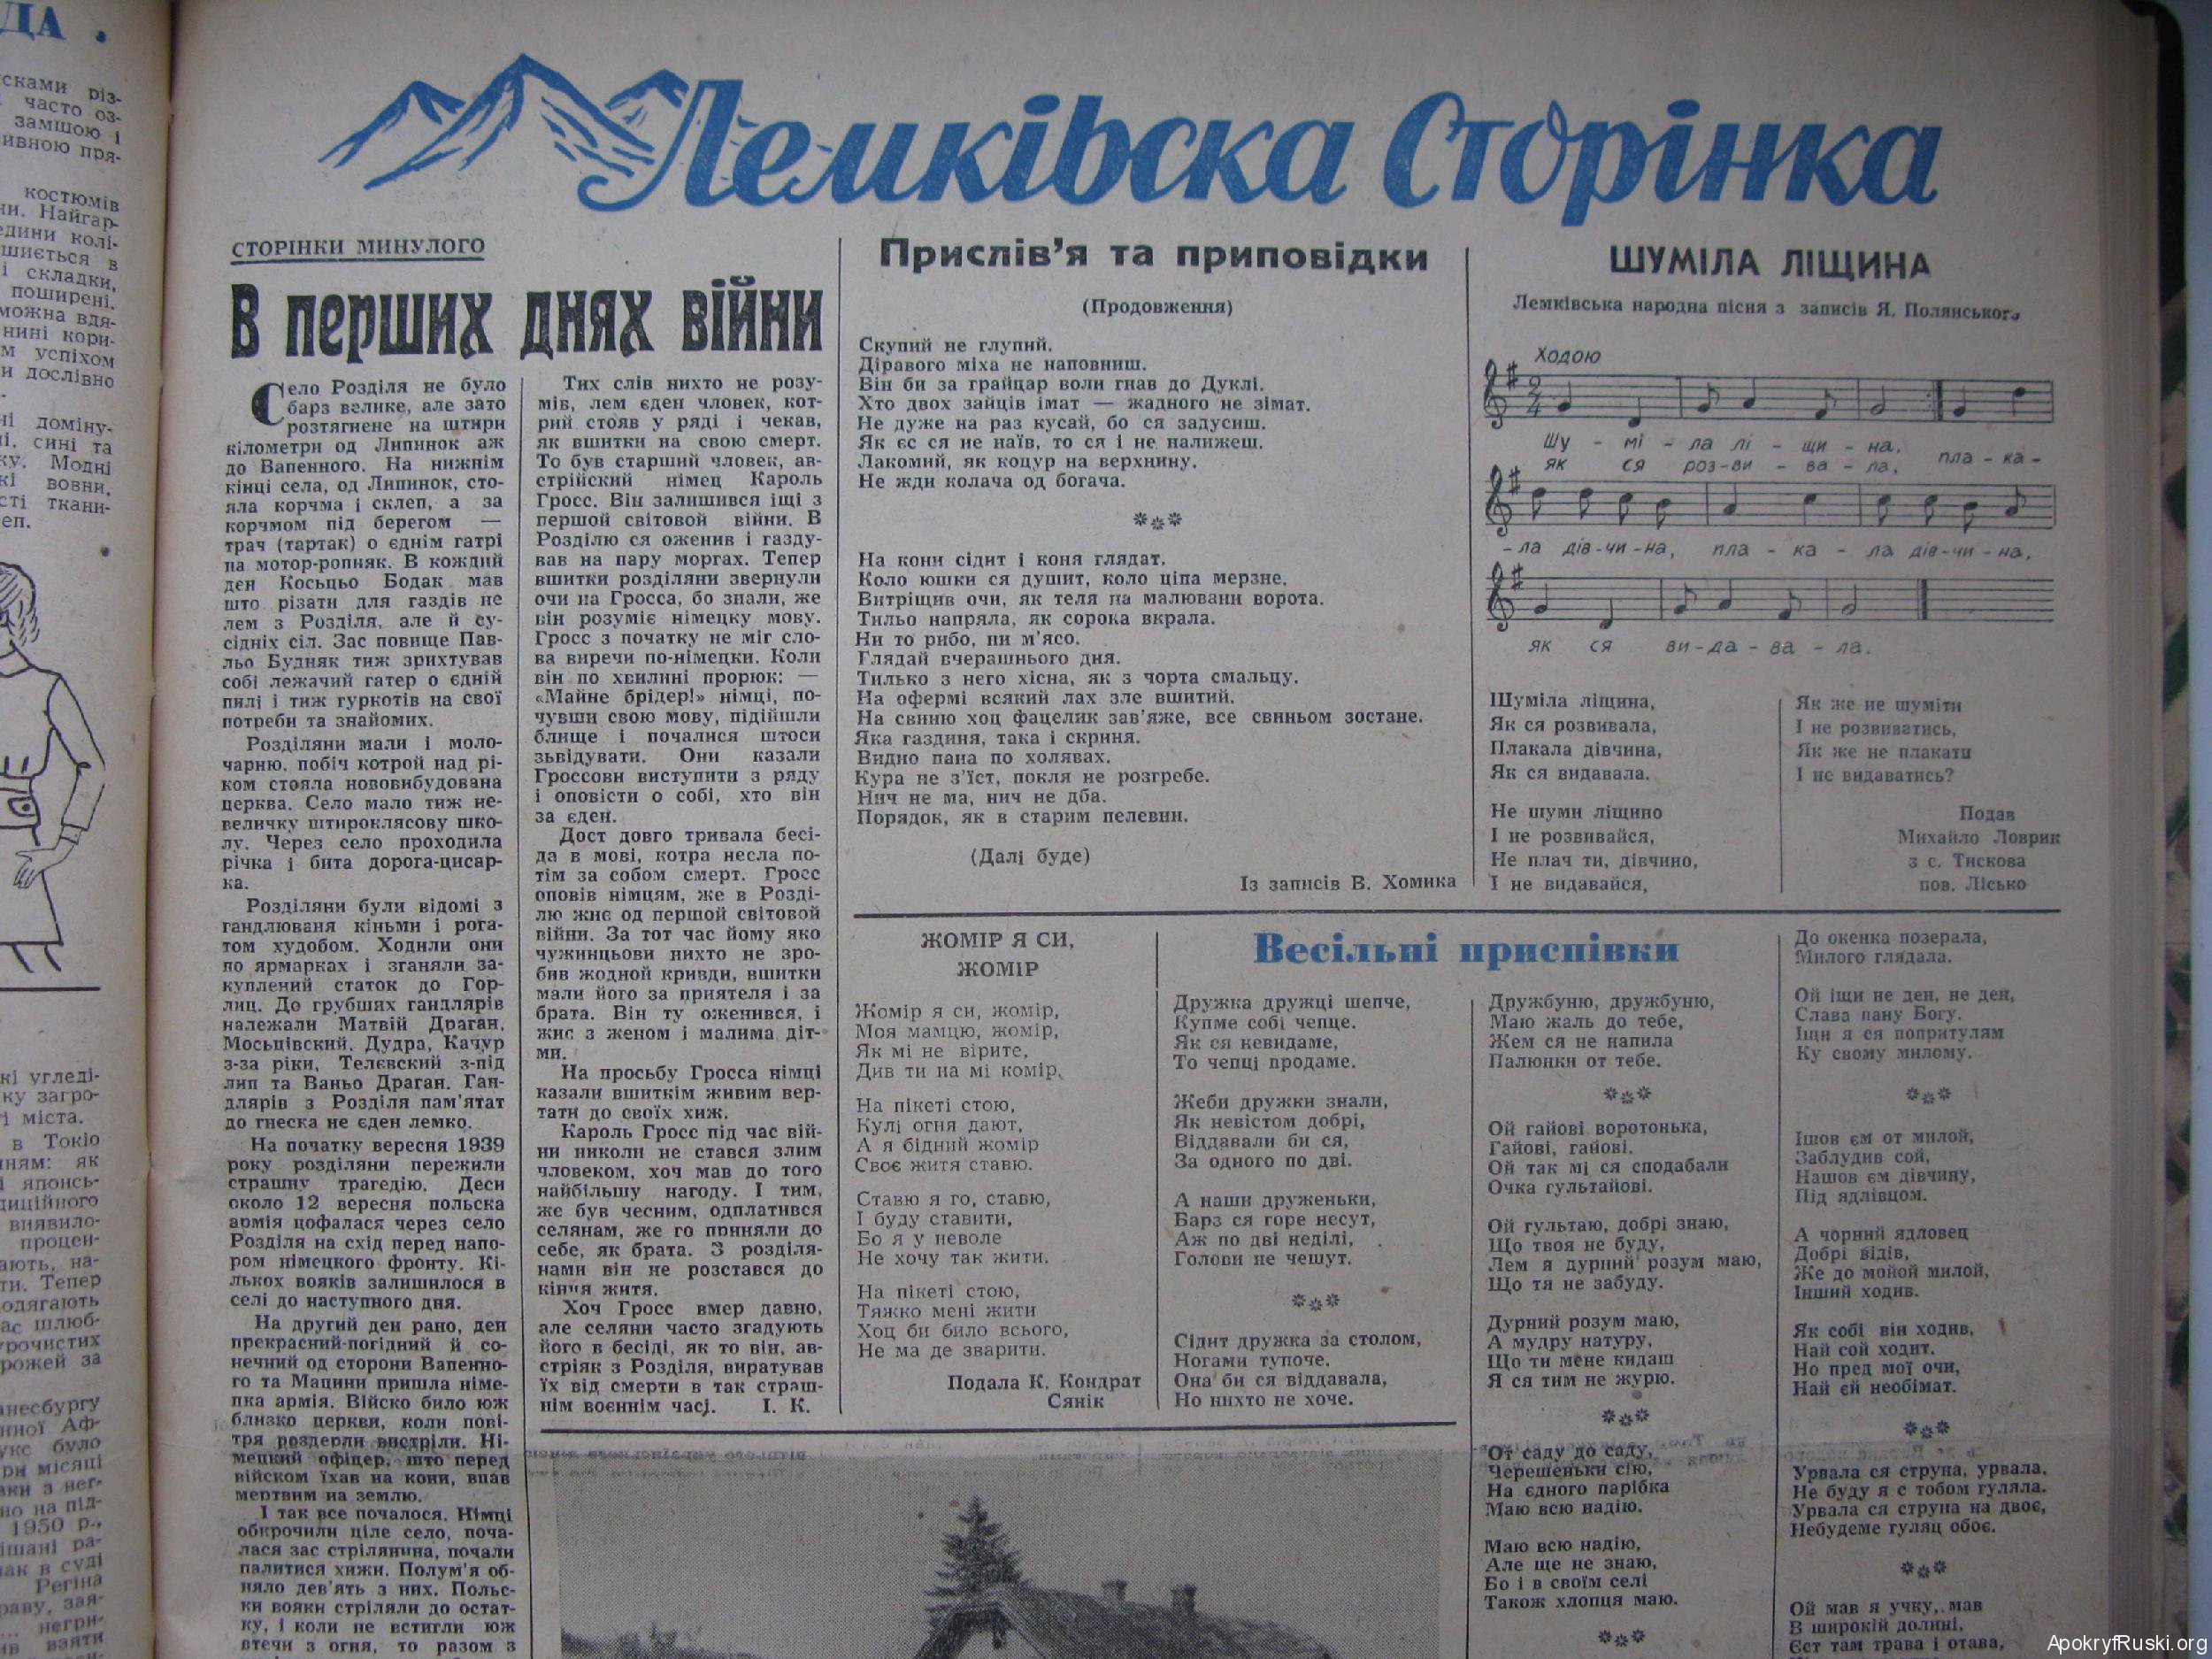 Лемківска Сторінка
СТОРІНКИ МИНУЛОГО
В перших днях війни
Село Розділя не було
барз велике, але зато
розтягнене на штири
кілометри од Липинок аж
до Вапенного. На нижнім
кінці села, од Липинок, сто-
яла корчма і склеп, а за
корчмом під берегом —
трач (тартак) о єднім гатрі
на мотор-ропняк. В кождий
ден Косьцьо Бодак мав
што різати для газдів не
лем з Розділя, але й су-
сідніх сіл. Зас повище Пав-
льо Будняк тиж зрихтував
собі лежачий гатер о єдній
пилі і тиж гуркотів на свої
потреби та знайомих.
Розділяни мали і моло-
чарню, побіч котрой над рі-
ком стояла нововибудована
церква. Село мало тиж не-
величку штироклясову шко-
лу. Через село проходила
річка і бита дорога-цисар-
ка.
Розділяни були відомі з
гандлюваня кіньми і рога-
том худобом. Ходили они
по ярмарках і зганяли за-
куплений статок до Гор-
лиц. До грубших гандлярів
належали Матвій Драган,
Мосьцівский, Дудра, Качур
з-за ріки, Телєвский з-під
лип та Ваньо Драган. Ган-
длярів з Розділя пам'ятат
до гнеска не єден лемко.
На початку вересня 1939
року розділяни пережили
страшну трагедію. Деси
около 12 вересня польска
армія цофалася через село
Розділя на схід перед напо-
ром німецкого фронту. Кі-
лькох вояків залишилося в
селі до наступного дня.
На другий ден рано, ден
прекрасний-погідний й со-
нечний од сторони Вапенно-
го та Мацини пришла німе-
цка армія. Військо било юж
близко церкви, коли пові-
тря роздерли вистріли. Ні-
мецкий офіцер, што перед
війском їхав на кони, впав
мертвим на землю.
І так все почалося. Німці
обкрочили ціле село, поча-
лася зас стрілянина, почали
палитися хижи. Полум'я об-
няло дев'ять з них. Польс-
ки вояки стріляли до остат-
ку, і коли не встигли юж
втечи з огня, то разом з
Тих слів нихто не розу-
мів, лем єден чловек, кот-
рий стояв у ряді і чекав,
як вшитки на свою смерт.
То був старший чловек, ав-
стрійский німец Кароль
Гросс. Він залишився іщі з
першой світовой війни. В
Розділю ся оженив і газду-
вав на пару моргах. Тепер
вшитки розділяни звернули
очи на Гросса, бо знали, же
він розуміє німецку мову.
Гросс з початку не міг сло-
ва виречи по-німецки. Коли
він по хвилині пророк: —
«Майне брідер!» німці, по-
чувши свою мову, підійшли
блище і почалися штоси
зьвідувати. Они казали
Гроссови виступити з ряду
і оповісти о собі, хто він
за єден.
Дост довго тривала бесі-
да в мові, котра несла по-
тім за собом смерт. Гросс
оповів німцям, же в Розді-
лю жиє од першой світовой
війни. За тот час йому яко
чужинцьови нихто не зро-
бив жодной кривди, вшитки
мали його за приятеля і за
брата. Він ту оженився, і
жиє з женом і малима діт-
ми.
На просьбу Гросса німці
казали вшиткім живим вер-
тати до своїх хиж.
Кароль Гросс під час вій-
ни николи не стався злим
чловеком, хоч мав до того
найбільшу нагоду. І тим,
же був чесним, одплатився
селянам, же го приняли до
себе, як брата. З розділя-
нами він не розстався до
кінця житя.
Хоч Гросс вмер давно,
але селяни часто згадують
його в бесіді, як то він, ав-
стріяк з Розділя, виратував
їх від смерти в так страш-
нім воєннім часі. І. К.
Прислів'я та приповідки
(Продовження)
Скупий не глупий.
Діравого міха не наповниш.
Він би за грайцар воли гнав до Дуклі.
Хто двох зайців імат — жадного не зімат.
Не дуже на раз кусай, бо ся задусиш.
Як єс ся не наїв, то ся і не налижеш.
Лакомий, як коцур на верхнину.
Не жди колача од богача.
На кони сідит і коня глядат.
Коло юшки ся душит, коло ціпа мерзне.
Витріщив очи, як теля на малювани ворота.
Тильо напряла, як сорока вкрала.
Ни то рибо, ни м'ясо.
Глядай вчерашнього дня.
Тилько з него хісна, як з чорта смальцу.
На офермі всякий лах зле вшитий.
На свиню хоц фацелик зав'яже, все свиньом зостане.
Яка газдиня, така і скриня.
Видно пана по холявах.
Кура не з'їст, покля не розгребе.
Нич не ма, нич не дба.
Порядок, як в старим пелевни.
(Далі буде)
Із записів В. Хомика
ШУМІЛА ЛІЩИНА
Лемківська народна пісня з записів Я. Полянського
Ходою
Шу - мі - ла лі - щи - на,
як ся роз-ви - ва - ла, пла - ка -
- ла дів-чи-на, пла - ка - ла дів-чи - на,
як ся ви-да - ва - ла.
Шуміла ліщина,
Як ся розвивала,
Плакала дівчина,
Як ся видавала.
Не шуми ліщино
І не розвивайся,
Не плач ти, дівчино,
І не видавайся,
Як же не шуміти
І не розвиватись,
Як же не плакати
І не видаватись?
Подав
Михайло Ловрик
з с. Тискова
пов. Лісько
ЖОМІР Я СИ,
ЖОМІР
Жомір я си, жомір,
Моя мамцю, жомір,
Як мі не вірите,
Див ти на мі комір.
На пікеті стою,
Кулі огня дают,
А я бідний жомір
Своє житя ставю.
Ставю я го, ставю,
І буду ставити,
Бо я у неволе
Не хочу так жити.
На пікеті стою,
Тяжко мені жити
Хоц би било всього,
Не ма де зварити.
Подала К. Кондрат
Сянік
Весільні приспівки
Дружка дружці шепче,
Купме собі чепце.
Як ся невидаме,
То чепці продаме.
Жеби дружки знали,
Як невістом добрі,
Віддавали би ся,
За одного по дві.
А наши друженьки,
Барз ся горе несут,
Аж по дві неділі,
Голови не чешут.
Сідит дружка за столом,
Ногами тупоче.
Она би ся віддавала,
Но нихто не хоче.
Дружбуню, дружбуню,
Маю жаль до тебе,
Жем ся не напила
Палюнки от тебе.
Ой гайові воротонька,
Гайові, гайові.
Ой так мі ся сподабали
Очка гультайові.
Ой гультаю, добрі знаю,
Що твоя не буду,
Лем я дурний розум маю,
Що тя не забуду.
Дурний розум маю,
А мудру натуру,
Що ти мене кидаш
Я ся тим не журю.
От саду до саду,
Черешеньки сію,
На єдного парібка
Маю всю надію.
Маю всю надію,
Але ще не знаю,
Бо і в своїм селі
Також хлопця маю.
До окенка позерала,
Милого глядала.
Ой іщи не ден, не ден,
Слава пану Богу.
Іщи я ся попритулям
Ку свому милому.
Ішов єм от милой,
Заблудив сой,
Нашов єм дівчину,
Під ядлівцом.
А чорний ядловец
Добрі відів,
Же до мойой милой,
Інший ходив.
Як собі він ходив,
Най сой ходит.
Но пред мої очи,
Най єй необімат.
Урвала ся струна, урвала.
Не буду я с тобом гуляла.
Урвала ся струна на двоє,
Небудеме гуляц обоє.
Ой мав я учку, мав
В широкій долині,
Єст там трава і отава,
ApokryfRuski.org